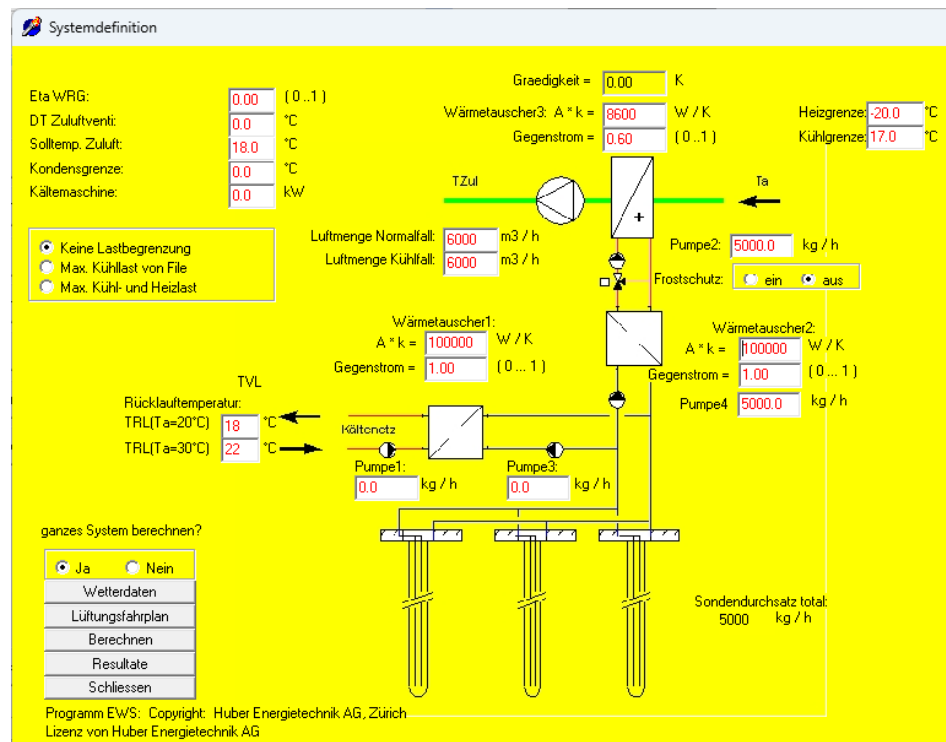 Systemdefinition
Graedigkeit = 0.00 K
Eta WRG: 0.00 (0..1)
Wärmetauscher3: A * k = 8600 W / K
Heizgrenze: -20.0 °C
DT Zuluftventi: 0.0 °C
Gegenstrom = 0.60 (0..1)
Kühlgrenze: 17.0 °C
Solltemp. Zuluft: 18.0 °C
Kondensgrenze: 0.0 °C
Kältemaschine: 0.0 kW
TZul
Ta
+
Keine Lastbegrenzung
Max. Kühllast von File
Max. Kühl- und Heizlast
Luftmenge Normalfall: 6000 m3 / h
Luftmenge Kühlfall: 6000 m3 / h
Pumpe2: 5000.0 kg / h
Frostschutz: ein aus
Wärmetauscher1:
A * k = 100000 W / K
Gegenstrom = 1.00 (0 ... 1)
Wärmetauscher2:
A * k = 100000 W / K
Gegenstrom = 1.00 (0 ... 1)
Pumpe4 5000.0 kg / h
TVL
Rücklauftemperatur:
TRL(Ta=20°C) 18 °C
TRL(Ta=30°C) 22 °C
Kältenetz
Pumpe1:
0.0 kg / h
Pumpe3:
0.0 kg / h
ganzes System berechnen?
Ja Nein
Wetterdaten
Lüftungsfahrplan
Berechnen
Resultate
Schliessen
Sondendurchsatz total:
5000 kg / h
Programm EWS: Copyright: Huber Energietechnik AG, Zürich
Lizenz von Huber Energietechnik AG